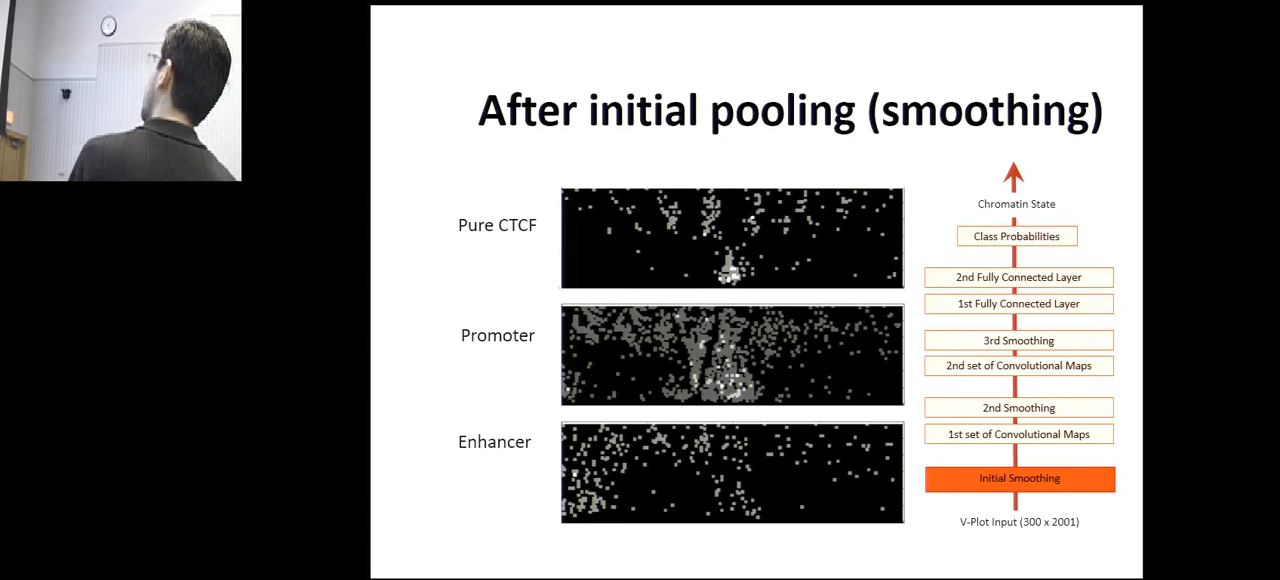 After initial pooling (smoothing)
Pure CTCF
Promoter
Enhancer
Chromatin State
Class Probabilities
2nd Fully Connected Layer
1st Fully Connected Layer
3rd Smoothing
2nd set of Convolutional Maps
2nd Smoothing
1st set of Convolutional Maps
Initial Smoothing
V-Plot Input (300 x 2001)